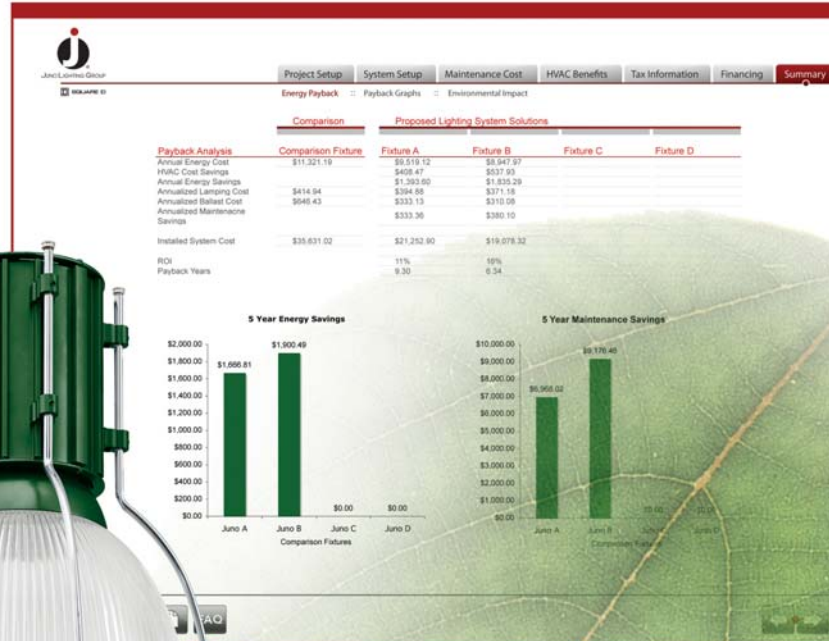 J
JUNO LIGHTING GROUP
SQUARE D
Project Setup System Setup Maintenance Cost HVAC Benefits Tax Information Financing Summary
Energy Payback :: Payback Graphs :: Environmental Impact
Comparison Proposed Lighting System Solutions
Payback Analysis Comparison Fixture Fixture A Fixture B Fixture C Fixture D
Annual Energy Cost $11,321.19 $9,519.12 $8,947.97
HVAC Cost Savings $408.47 $537.93
Annual Energy Savings $1,393.60 $1,835.29
Annualized Lamping Cost $414.94 $394.88 $371.18
Annualized Ballast Cost $646.43 $333.13 $310.08
Annualized Maintenacne
Savings $333.36 $380.10
Installed System Cost $35,631.02 $21,252.90 $19,078.32
ROI 11% 16%
Payback Years 9.30 6.34
5 Year Energy Savings
$2,000.00
$1,800.00
$1,600.00
$1,400.00
$1,200.00
$1,000.00
$800.00
$600.00
$400.00
$200.00
$0.00
$1,666.81
$1,900.49
$0.00
$0.00
Juno A Juno B Juno C Juno D
Comparison Fixtures
5 Year Maintenance Savings
$10,000.00
$9,000.00
$8,000.00
$7,000.00
$6,000.00
$5,000.00
$4,000.00
$3,000.00
$2,000.00
$1,000.00
$0.00
$6,968.02
$9,176.46
$0.00
$0.00
Juno A Juno B Juno C Juno D
Comparison Fixtures
FAQ